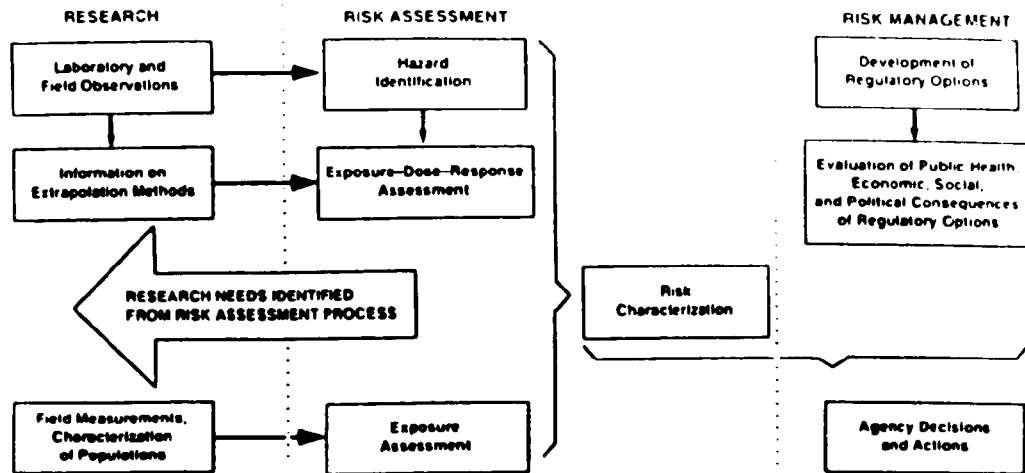 RESEARCH
RISK ASSESSMENT
RISK MANAGEMENT
Laboratory and
Field Observations
Hazard
Identification
Development of
Regulatory Options
Information on
Extrapolation Methods
Exposure–Dose–Response
Assessment
Evaluation of Public Health,
Economic, Social,
and Political Consequences
of Regulatory Options
RESEARCH NEEDS IDENTIFIED
FROM RISK ASSESSMENT PROCESS
Risk
Characterization
Field Measurements,
Characterization
of Populations
Exposure
Assessment
Agency Decisions
and Actions